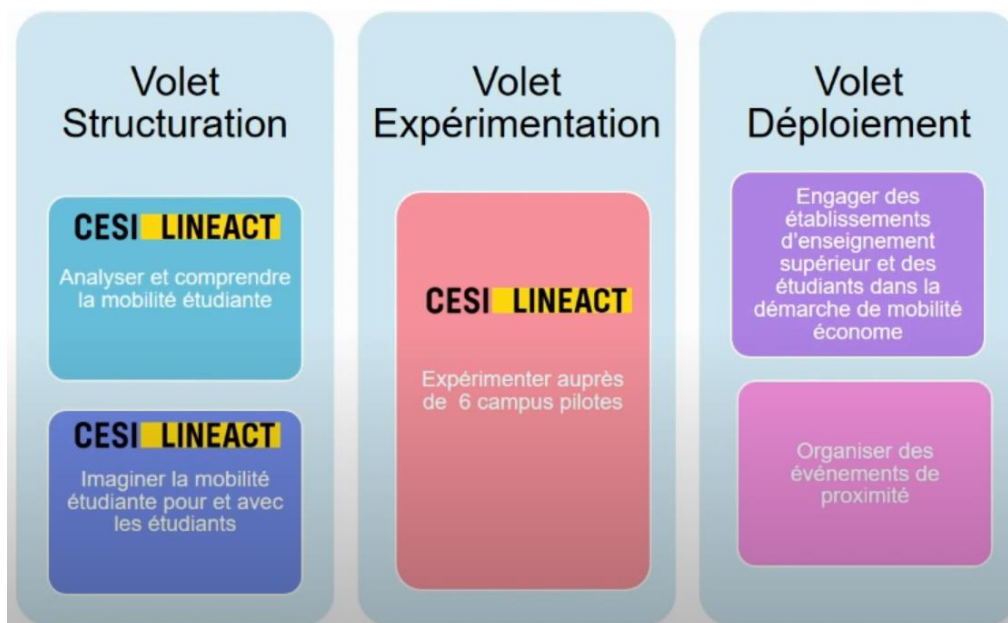 Volet
Structuration
CESI LINEACT
Analyser et comprendre
la mobilité étudiante
CESI LINEACT
Imaginer la mobilité
étudiante pour et avec
les étudiants
Volet
Expérimentation
CESI LINEACT
Expérimenter auprès
de 6 campus pilotes
Volet
Déploiement
Engager des
établissements
d'enseignement
supérieur et des
étudiants dans la
démarche de mobilité
économe
Organiser des
événements de
proximité